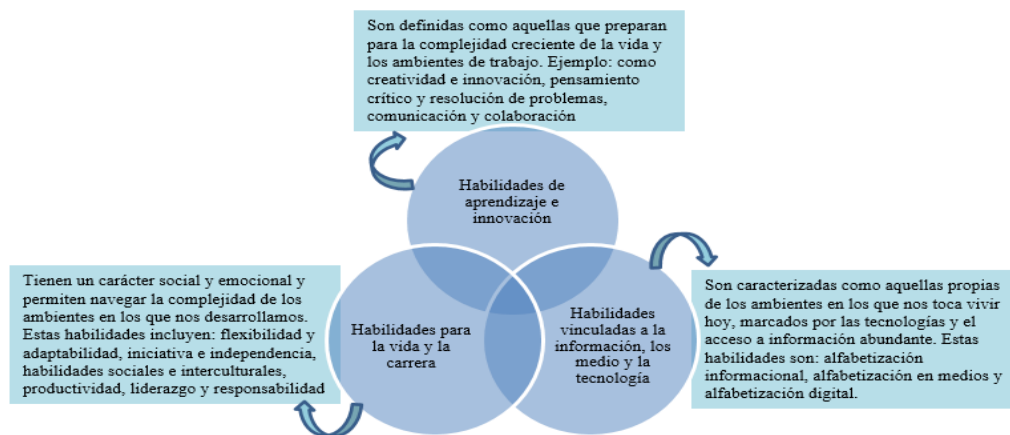 Son definidas como aquellas que preparan
para la complejidad creciente de la vida y
los ambientes de trabajo. Ejemplo: como
creatividad e innovación, pensamiento
crítico y resolución de problemas,
comunicación y colaboración
Habilidades de
aprendizaje e
innovación
Tienen un carácter social y emocional y
permiten navegar la complejidad de los
ambientes en los que nos desarrollamos.
Estas habilidades incluyen: flexibilidad y
adaptabilidad, iniciativa e independencia,
habilidades sociales e interculturales,
productividad, liderazgo y responsabilidad
Habilidades para
la vida y la
carrera
Habilidades
vinculadas a la
información, los
medio y la
tecnología
Son caracterizadas como aquellas propias
de los ambientes en los que nos toca vivir
hoy, marcados por las tecnologías y el
acceso a información abundante. Estas
habilidades son: alfabetización
informacional, alfabetización en medios y
alfabetización digital.